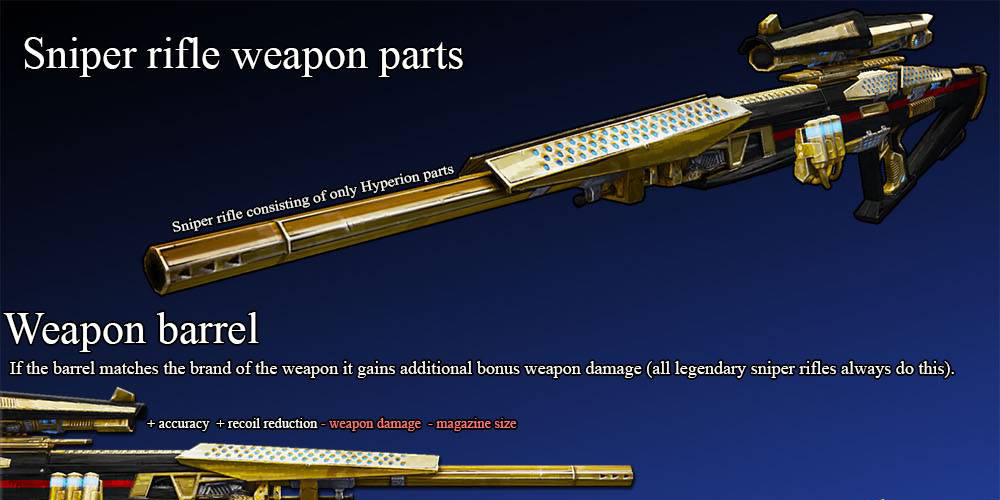 Sniper rifle weapon parts
Sniper rifle consisting of only Hyperion parts
Weapon barrel
If the barrel matches the brand of the weapon it gains additional bonus weapon damage (all legendary sniper rifles always do this).
+ accuracy  + recoil reduction - weapon damage  - magazine size